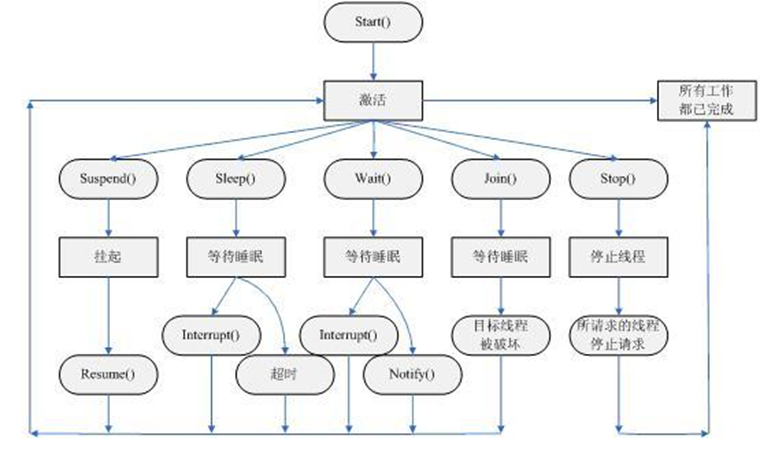 Start()
激活
所有工作
都已完成
Suspend()
Sleep()
Wait()
Join()
Stop()
挂起
等待睡眠
等待睡眠
等待睡眠
停止线程
Interrupt()
Interrupt()
目标线程
被破坏
所请求的线程
停止请求
Resume()
超时
Notify()